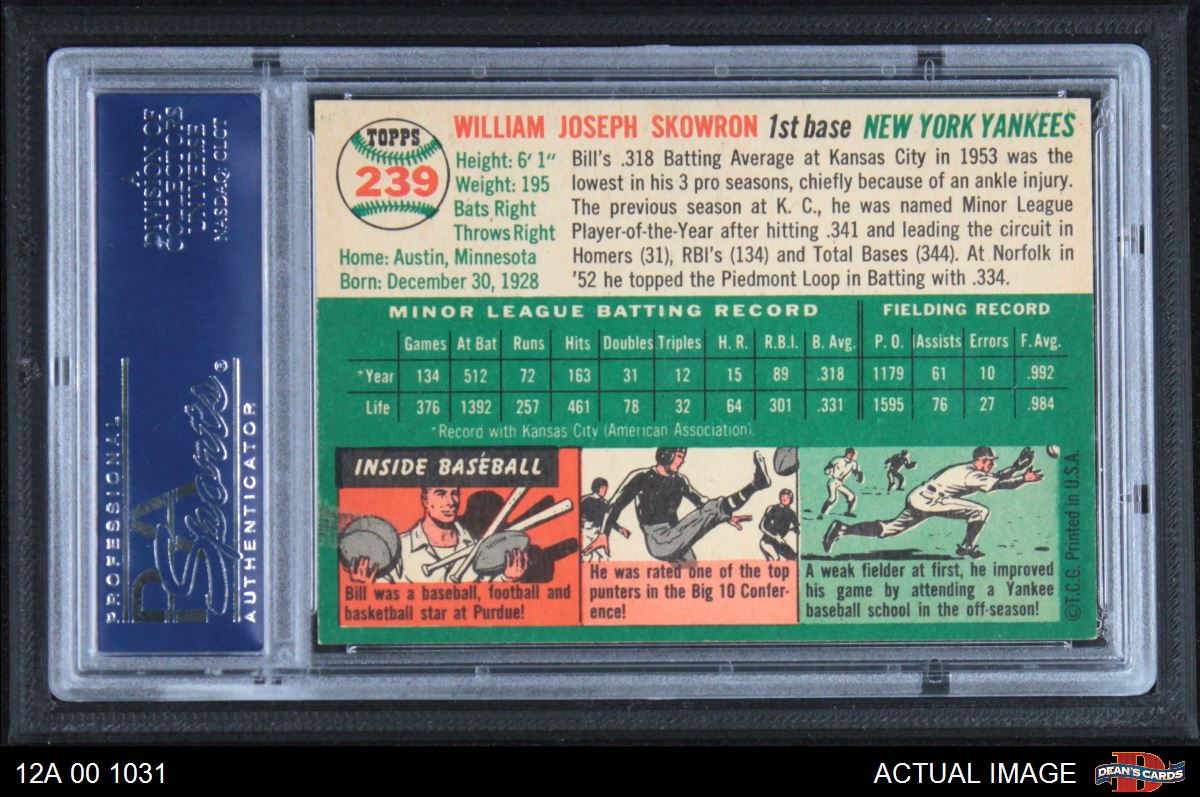 DIVISION OF
COLLECTORS
UNIVERSE
NASDAQ: CLCT
PROFESSIONAL
PSA
Sports®
AUTHENTICATOR
TOPPS
239
WILLIAM JOSEPH SKOWRON 1st base NEW YORK YANKEES
Height: 6' 1"
Weight: 195
Bats Right
Throws Right
Home: Austin, Minnesota
Born: December 30, 1928
Bill's .318 Batting Average at Kansas City in 1953 was the
lowest in his 3 pro seasons, chiefly because of an ankle injury.
The previous season at K. C., he was named Minor League
Player-of-the-Year after hitting .341 and leading the circuit in
Homers (31), RBI's (134) and Total Bases (344). At Norfolk in
'52 he topped the Piedmont Loop in Batting with .334.
MINOR LEAGUE BATTING RECORD FIELDING RECORD
Games At Bat Runs Hits Doubles Triples H. R. R.B.I. B. Avg. P. O. Assists Errors F. Avg.
*Year 134 512 72 163 31 12 15 89 .318 1179 61 10 .992
Life 376 1392 257 461 78 32 64 301 .331 1595 76 27 .984
*Record with Kansas City (American Association).
INSIDE BASEBALL
Bill was a baseball, football and
basketball star at Purdue!
He was rated one of the top
punters in the Big 10 Confer-
ence!
A weak fielder at first, he improved
his game by attending a Yankee
baseball school in the off-season!
©T.C.G. Printed in U.S.A.
12A 00 1031
ACTUAL IMAGE
D
DEAN'S CARDS